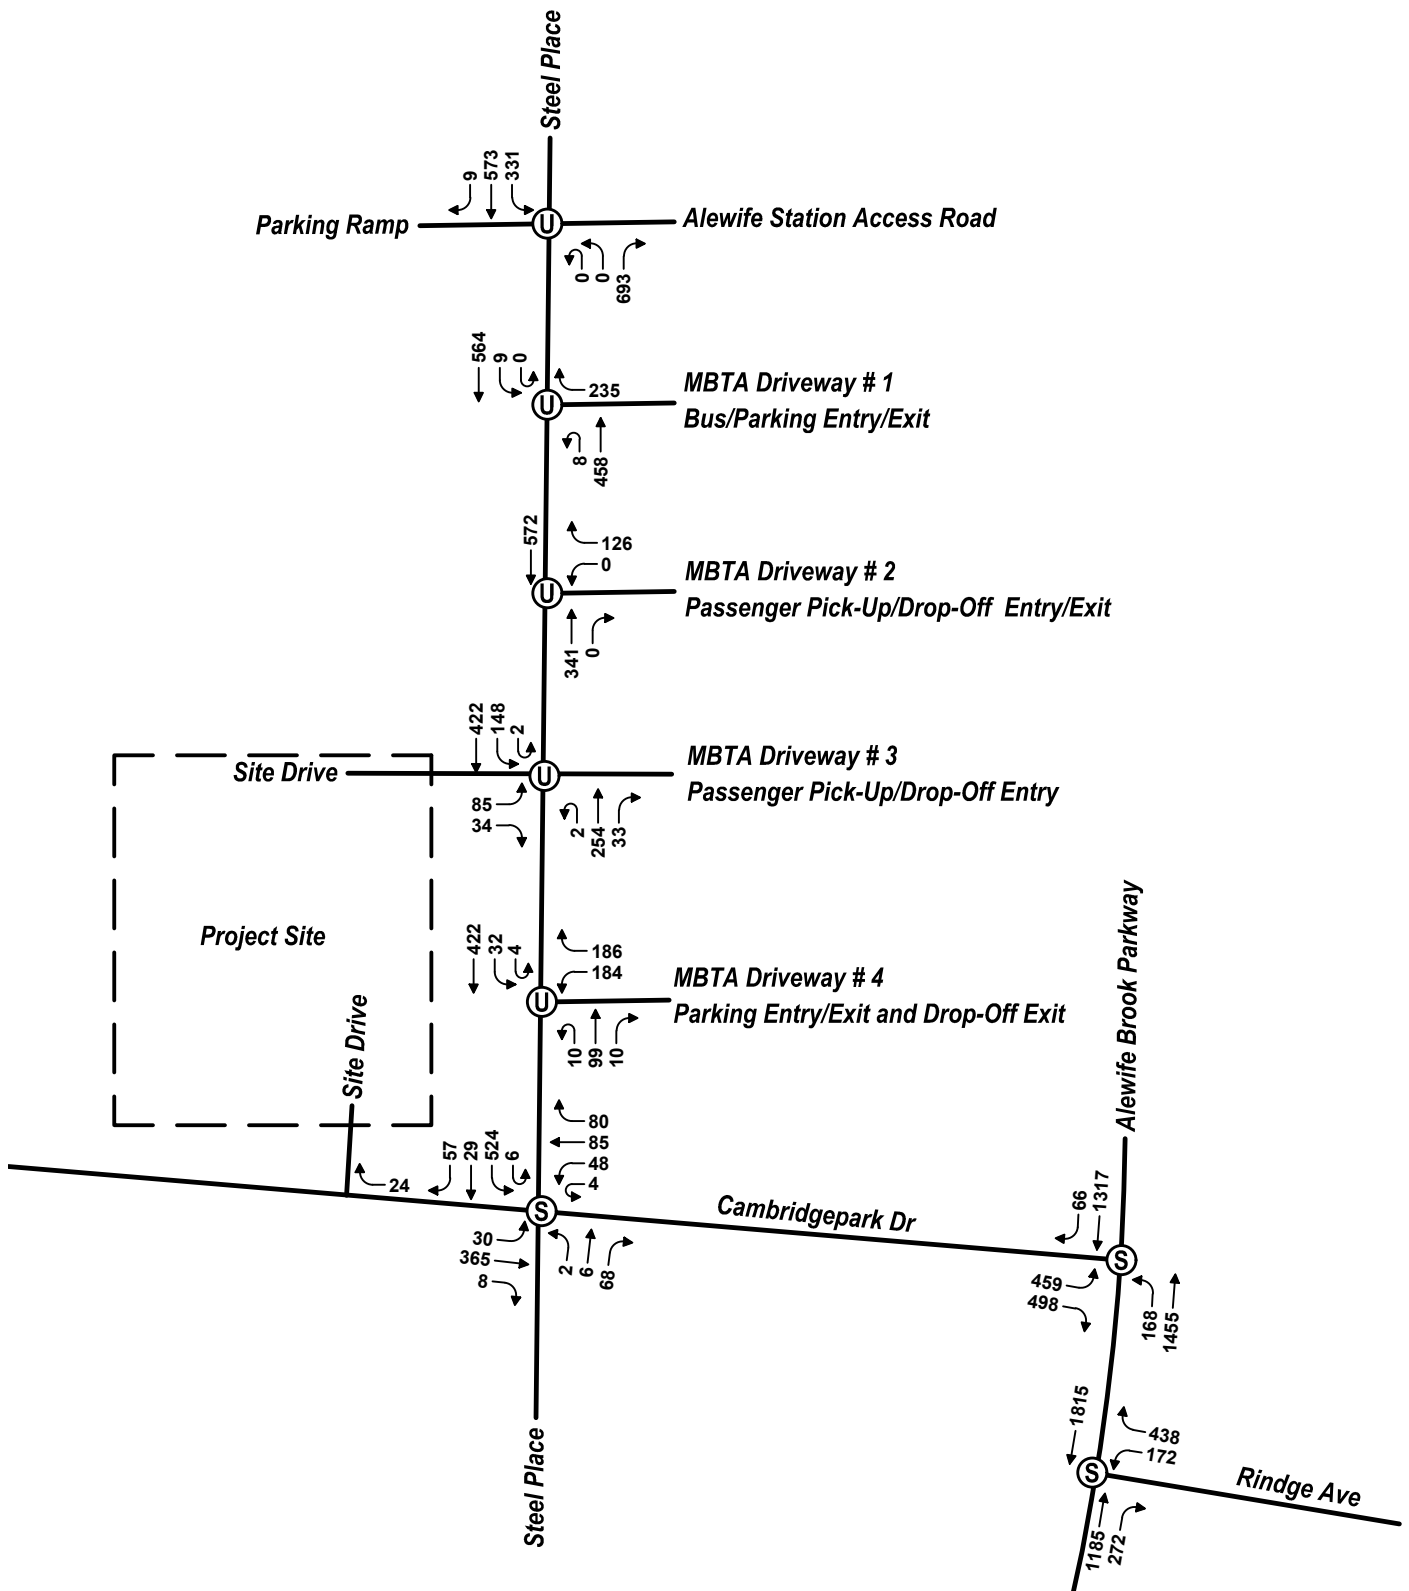 Steel Place
9
573
331
Parking Ramp
U
Alewife Station Access Road
0
0
693
564
9
0
235
MBTA Driveway # 1
U
Bus/Parking Entry/Exit
8
458
572
126
0
MBTA Driveway # 2
U
Passenger Pick-Up/Drop-Off Entry/Exit
341
0
422
148
2
Site Drive
U
MBTA Driveway # 3
Passenger Pick-Up/Drop-Off Entry
85
34
2
254
33
Project Site
422
32
4
186
184
MBTA Driveway # 4
U
Parking Entry/Exit and Drop-Off Exit
10
99
10
Site Drive
Alewife Brook Parkway
80
85
48
4
24
57
29
524
6
S
Cambridgepark Dr
30
365
8
2
6
68
66
1317
S
459
498
168
1455
Steel Place
1815
438
172
S
Rindge Ave
1185
272